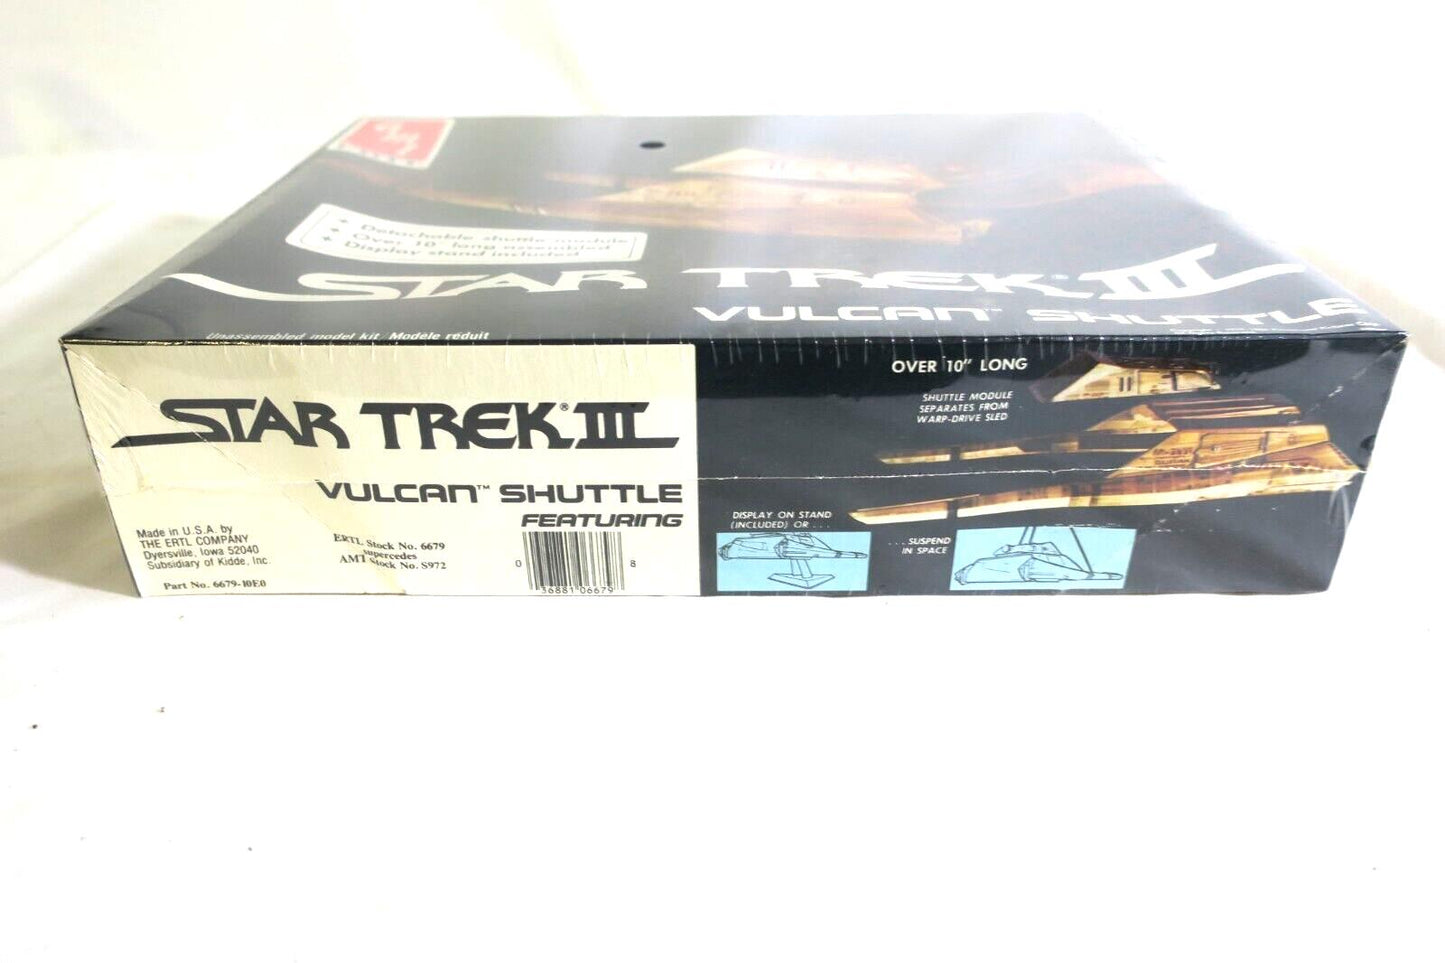 + Detachable shuttle module
+ Over 10" long assembled
+ Display stand included
STAR TREK® III
VULCAN™ SHUTTLE
Unassembled model kit / Modèle réduit
STAR TREK® III
VULCAN™ SHUTTLE
FEATURING
Made in U.S.A. by
THE ERTL COMPANY
Dyersville, Iowa 52040
Subsidiary of Kidde, Inc.
Part No. 6679-10E0
ERTL Stock No. 6679
supercedes
AMT Stock No. S972
0 36881 06679 8
OVER 10" LONG
SHUTTLE MODULE
SEPARATES FROM
WARP-DRIVE SLED
DISPLAY ON STAND
(INCLUDED) OR . . .
. . . SUSPEND
IN SPACE